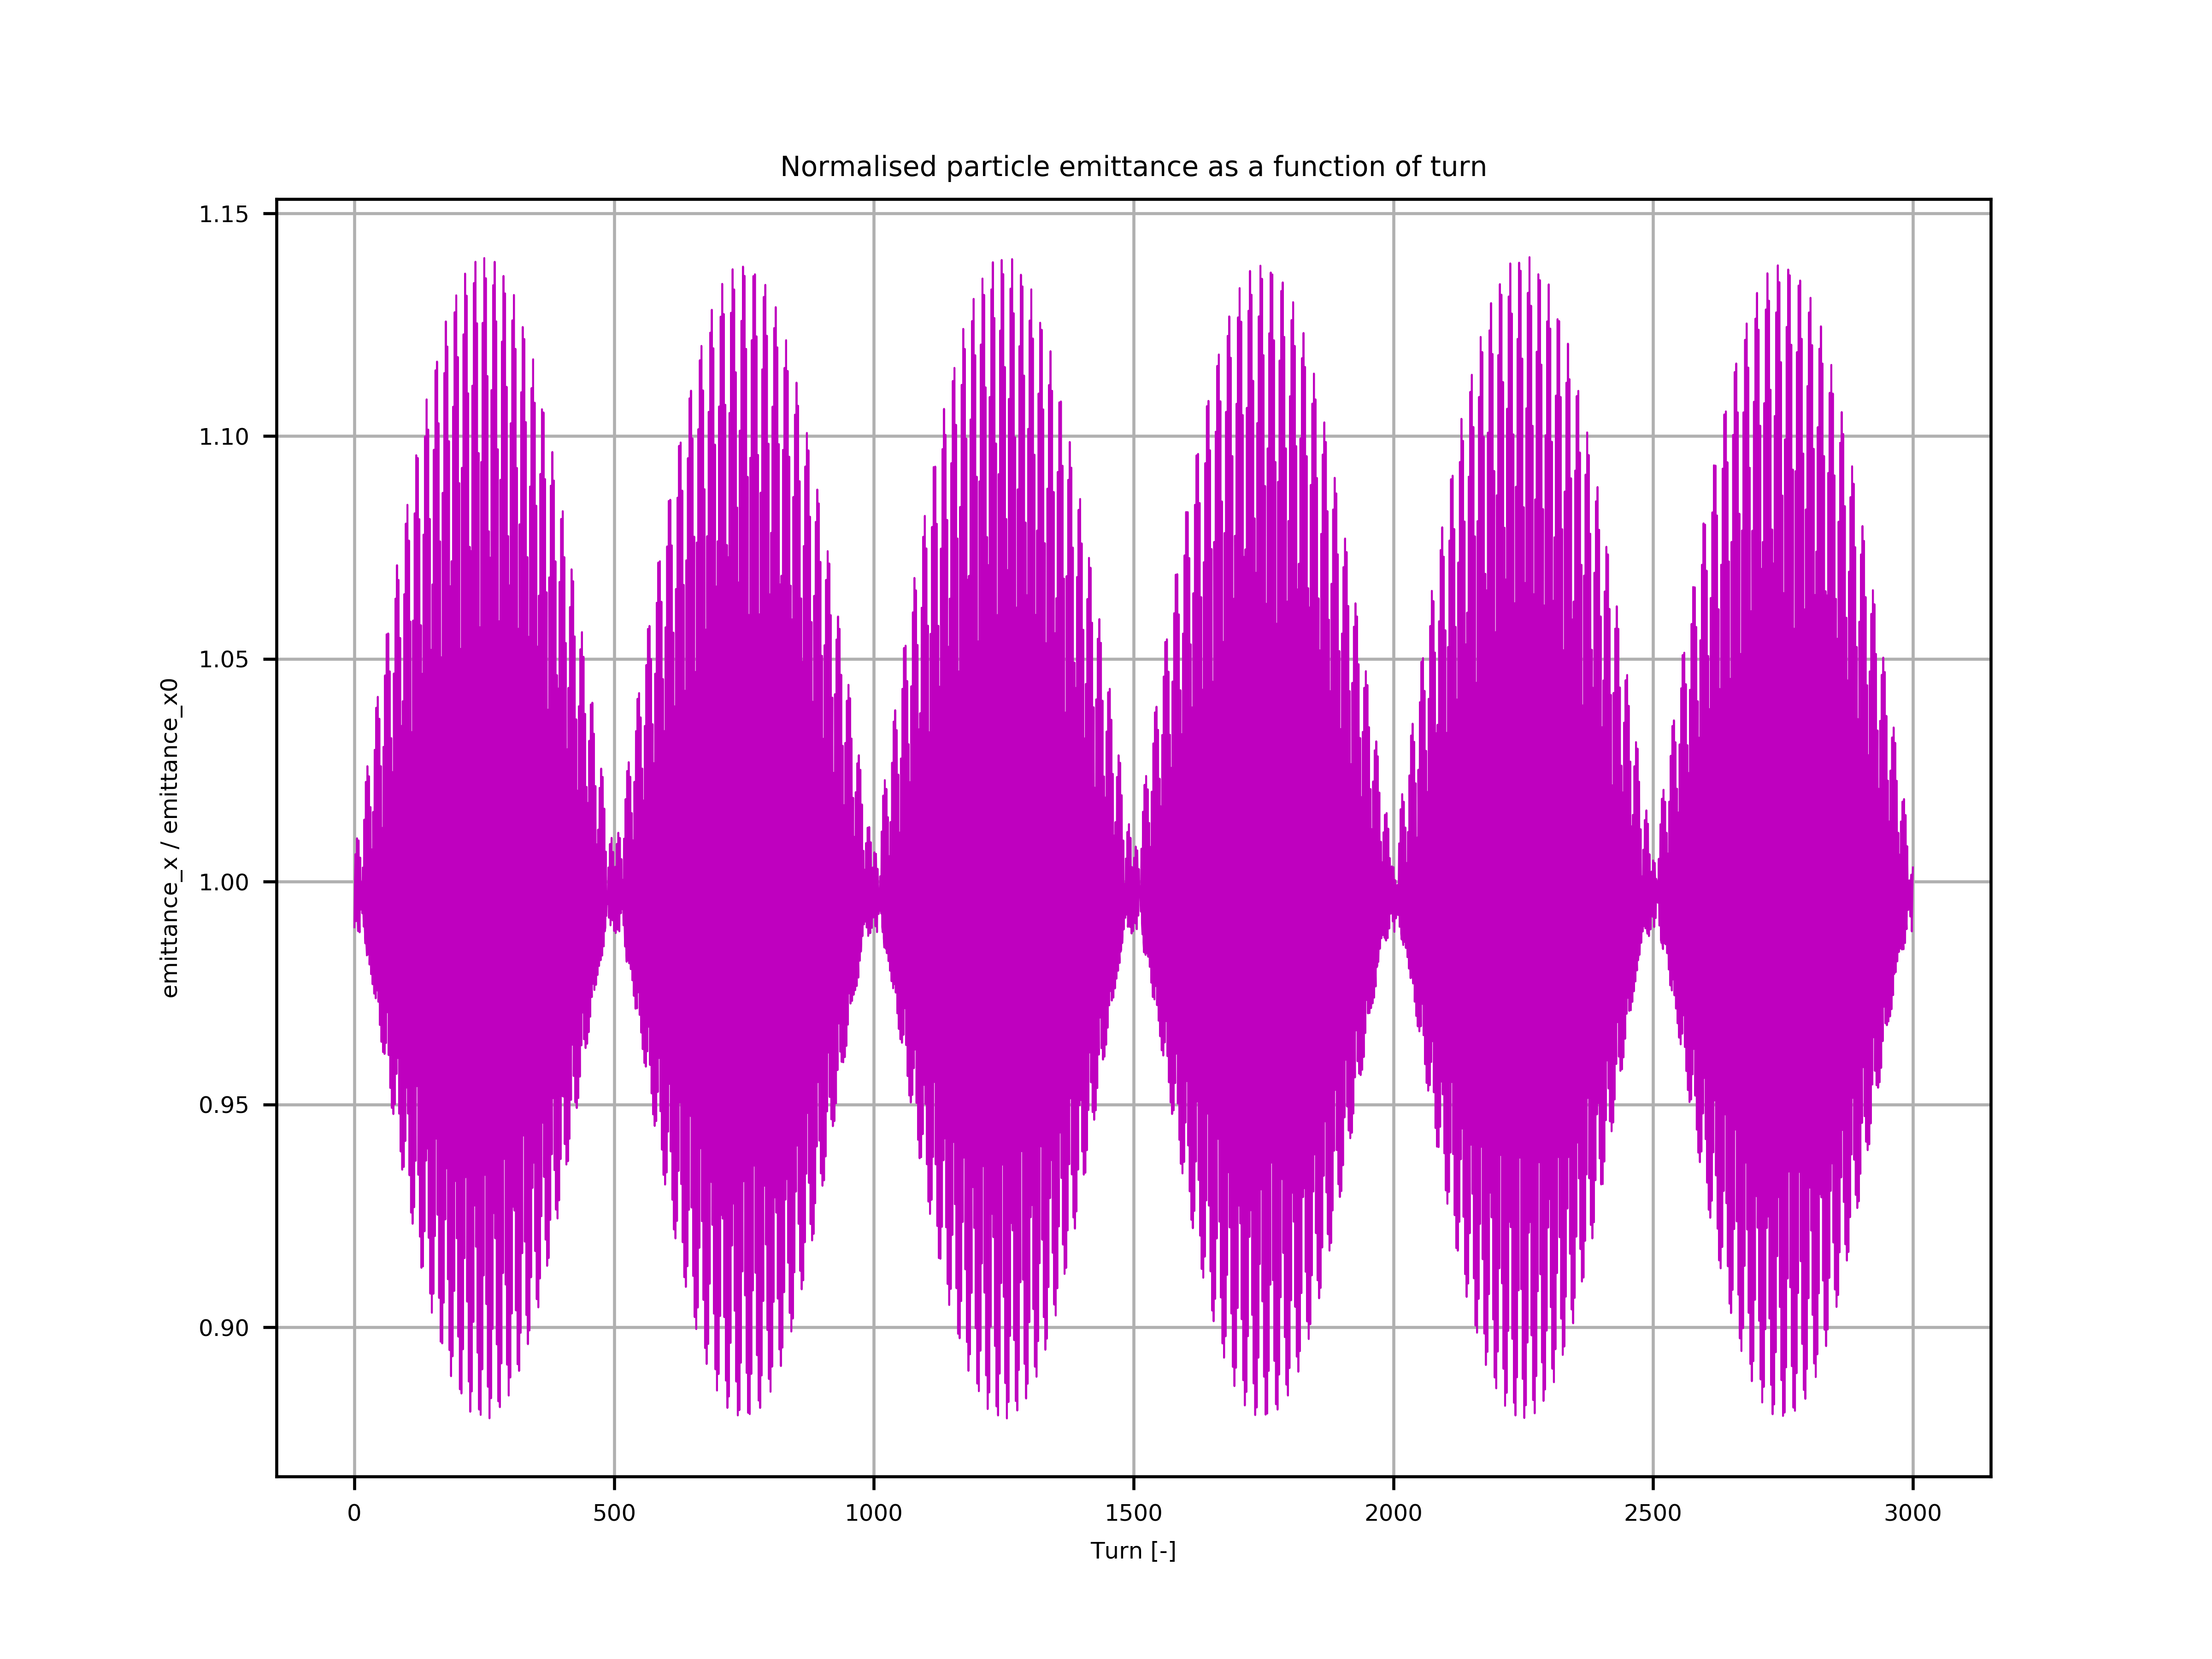 Normalised particle emittance as a function of turn
1.15
1.10
1.05
1.00
0.95
0.90
emittance_x / emittance_x0
0 500 1000 1500 2000 2500 3000
Turn [-]